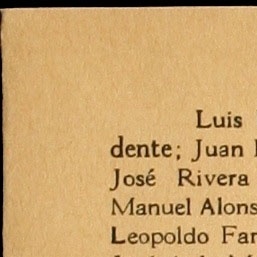 Luis
dente; Juan
José Rivera
Manuel Alons
Leopoldo Far